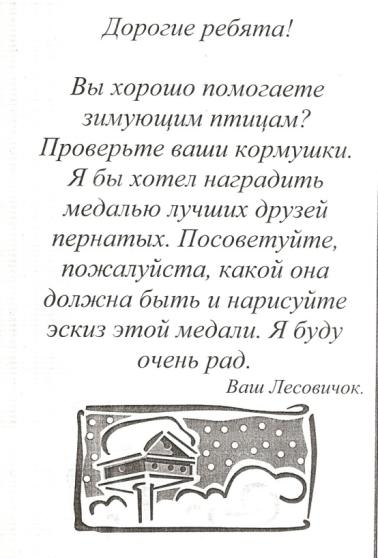 Дорогие ребята!
Вы хорошо помогаете
зимующим птицам?
Проверьте ваши кормушки.
Я бы хотел наградить
медалью лучших друзей
пернатых. Посоветуйте,
пожалуйста, какой она
должна быть и нарисуйте
эскиз этой медали. Я буду
очень рад.
Ваш Лесовичок.